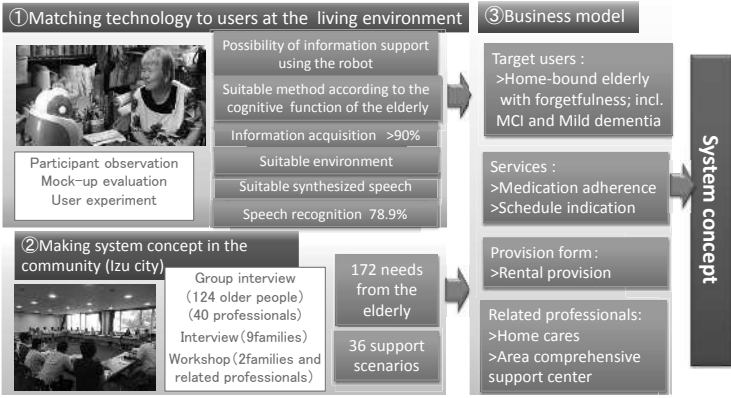 ①Matching technology to users at the living environment
Possibility of information support
using the robot
Suitable method according to the
cognitive function of the elderly
Information acquisition >90%
Suitable environment
Suitable synthesized speech
Speech recognition 78.9%
Participant observation
Mock-up evaluation
User experiment
②Making system concept in the
community (Izu city)
Group interview
(124 older people)
(40 professionals)
Interview(9families)
Workshop(2families and
related professionals)
172 needs
from the
elderly
36 support
scenarios
③Business model
Target users :
>Home-bound elderly
with forgetfulness; incl.
MCI and Mild dementia
Services :
>Medication adherence
>Schedule indication
Provision form :
>Rental provision
Related professionals:
>Home cares
>Area comprehensive
support center
System concept